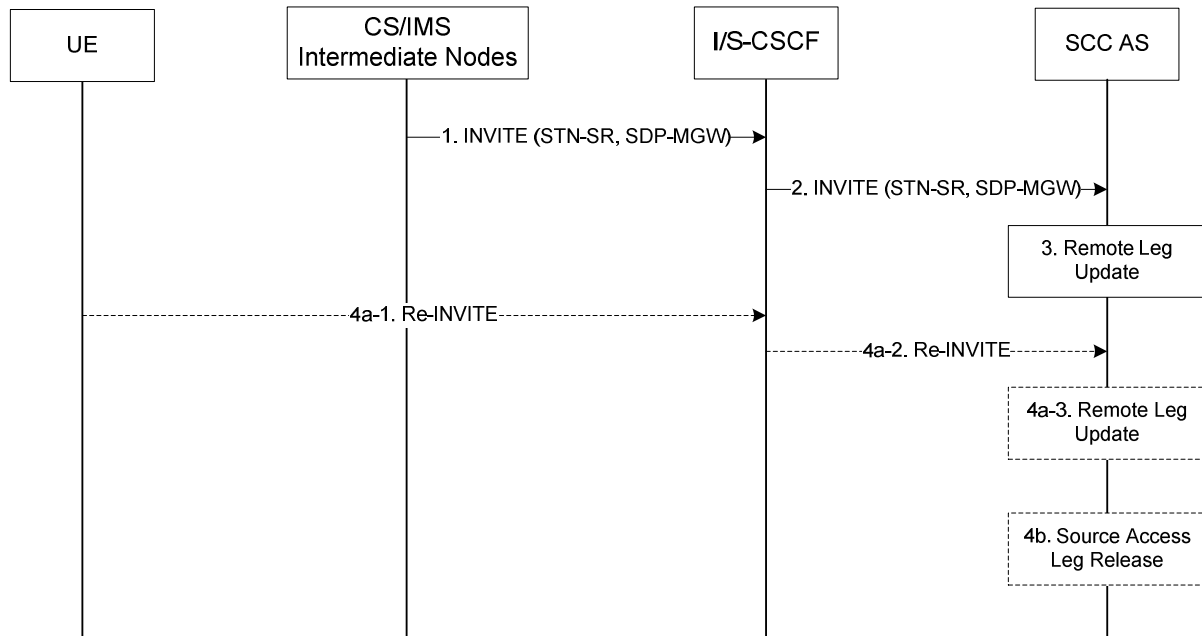 UE
CS/IMS
Intermediate Nodes
I/S-CSCF
SCC AS
1. INVITE (STN-SR, SDP-MGW)
2. INVITE (STN-SR, SDP-MGW)
3. Remote Leg
Update
4a-1. Re-INVITE
4a-2. Re-INVITE
4a-3. Remote Leg
Update
4b. Source Access
Leg Release